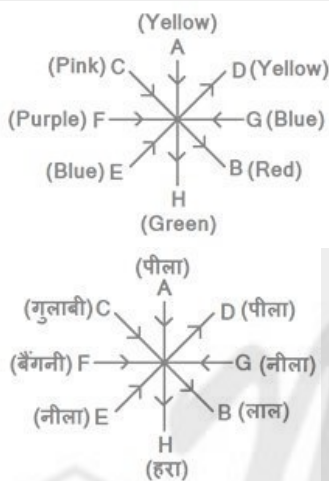 (Yellow)
A
(Pink) C D (Yellow)
(Purple) F G (Blue)
(Blue) E B (Red)
H
(Green)
(पीला)
A
(गुलाबी) C D (पीला)
(बैंगनी) F G (नीला)
(नीला) E B (लाल)
H
(हरा)